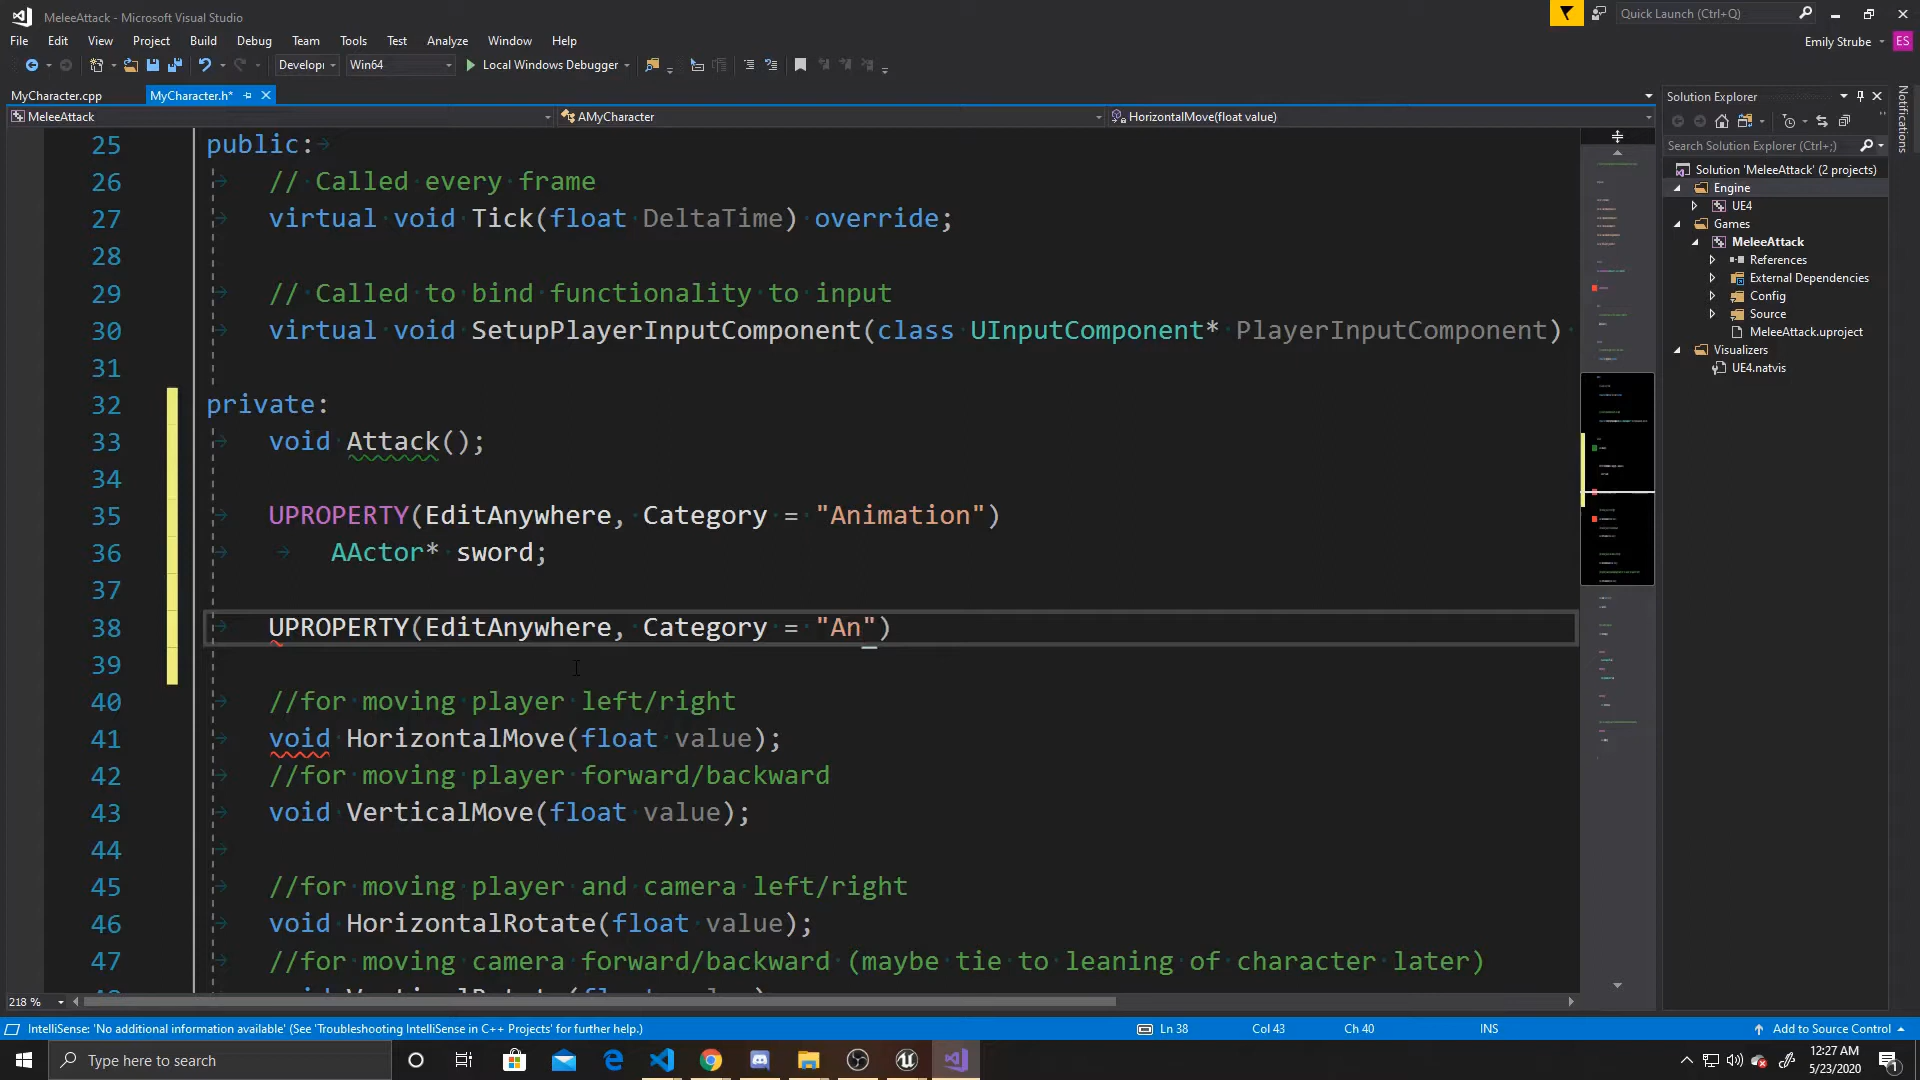 MeleeAttack - Microsoft Visual Studio
Quick Launch (Ctrl+Q)
File Edit View Project Build Debug Team Tools Test Analyze Window Help
Emily Strube ES
Develop Win64 Local Windows Debugger
MyCharacter.cpp MyCharacter.h*
MeleeAttack AMyCharacter HorizontalMove(float value)
25 public:
26 // Called every frame
27 virtual void Tick(float DeltaTime) override;
28
29 // Called to bind functionality to input
30 virtual void SetupPlayerInputComponent(class UInputComponent* PlayerInputComponent)
31
32 private:
33 void Attack();
34
35 UPROPERTY(EditAnywhere, Category = "Animation")
36 AActor* sword;
37
38 UPROPERTY(EditAnywhere, Category = "An")
39
40 //for moving player left/right
41 void HorizontalMove(float value);
42 //for moving player forward/backward
43 void VerticalMove(float value);
44
45 //for moving player and camera left/right
46 void HorizontalRotate(float value);
47 //for moving camera forward/backward (maybe tie to leaning of character later)
218 %
Solution Explorer
Search Solution Explorer (Ctrl+;)
Solution 'MeleeAttack' (2 projects)
Engine
UE4
Games
MeleeAttack
References
External Dependencies
Config
Source
MeleeAttack.uproject
Visualizers
UE4.natvis
Notifications
IntelliSense: 'No additional information available' (See 'Troubleshooting IntelliSense in C++ Projects' for further help.)
Ln 38 Col 43 Ch 40 INS Add to Source Control
Type here to search
12:27 AM
5/23/2020
1